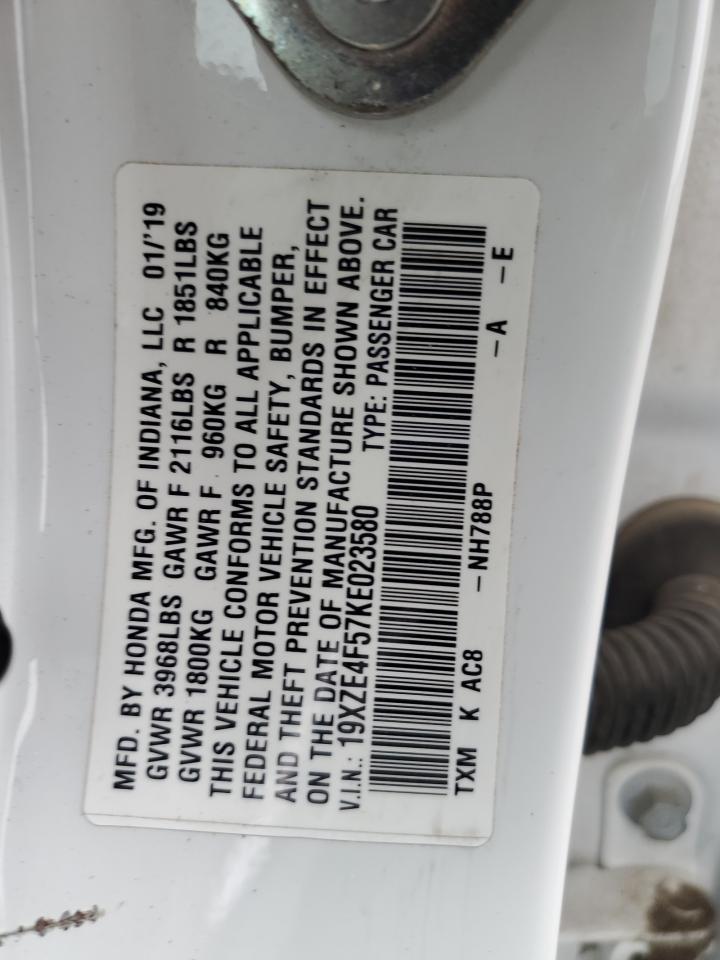 MFD. BY HONDA MFG. OF INDIANA, LLC 01/'19
GVWR 3968LBS GAWR F 2116LBS R 1851LBS
GVWR 1800KG GAWR F 960KG R 840KG
THIS VEHICLE CONFORMS TO ALL APPLICABLE
FEDERAL MOTOR VEHICLE SAFETY, BUMPER,
AND THEFT PREVENTION STANDARDS IN EFFECT
ON THE DATE OF MANUFACTURE SHOWN ABOVE.
V.I.N.: 19XZE4F57KE023580 TYPE: PASSENGER CAR
TXM K AC8 -NH788P -A -E